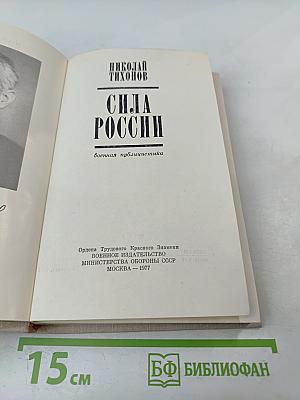 НИКОЛАЙ
ТИХОНОВ
СИЛА
РОССИИ
военная публицистика
Ордена Трудового Красного Знамени
ВОЕННОЕ ИЗДАТЕЛЬСТВО
МИНИСТЕРСТВА ОБОРОНЫ СССР
МОСКВА — 1977
15 см
БФ БИБЛИОФАН